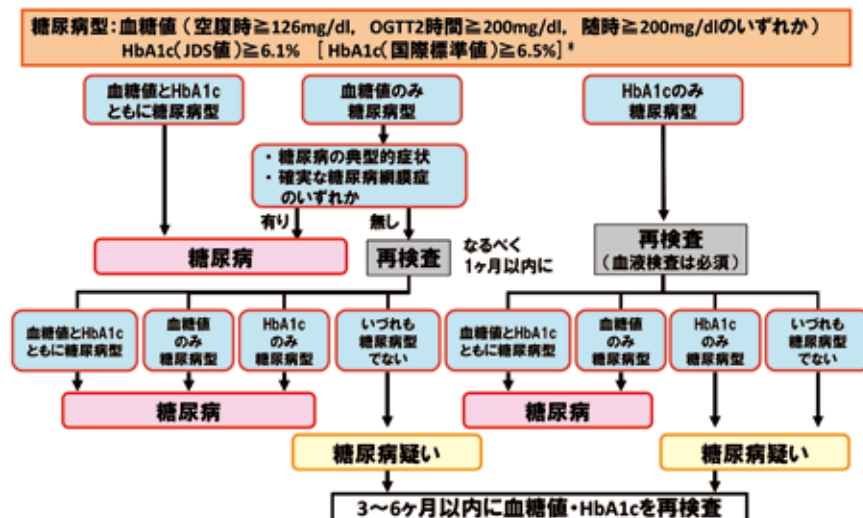 糖尿病型:血糖値(空腹時≧126mg/dl, OGTT2時間≧200mg/dl, 随時≧200mg/dlのいずれか)
HbA1c(JDS値)≧6.1% [HbA1c(国際標準値)≧6.5%]*
血糖値とHbA1c
ともに糖尿病型
血糖値のみ
糖尿病型
HbA1cのみ
糖尿病型
・糖尿病の典型的症状
・確実な糖尿病網膜症
のいずれか
有り
無し
糖尿病
再検査
なるべく
1ヶ月以内に
再検査
(血液検査は必須)
血糖値とHbA1c
ともに糖尿病型
血糖値
のみ
糖尿病型
HbA1c
のみ
糖尿病型
いづれも
糖尿病型
でない
血糖値とHbA1c
ともに糖尿病型
血糖値
のみ
糖尿病型
HbA1c
のみ
糖尿病型
いづれも
糖尿病型
でない
糖尿病
糖尿病
糖尿病疑い
糖尿病疑い
3〜6ヶ月以内に血糖値・HbA1cを再検査